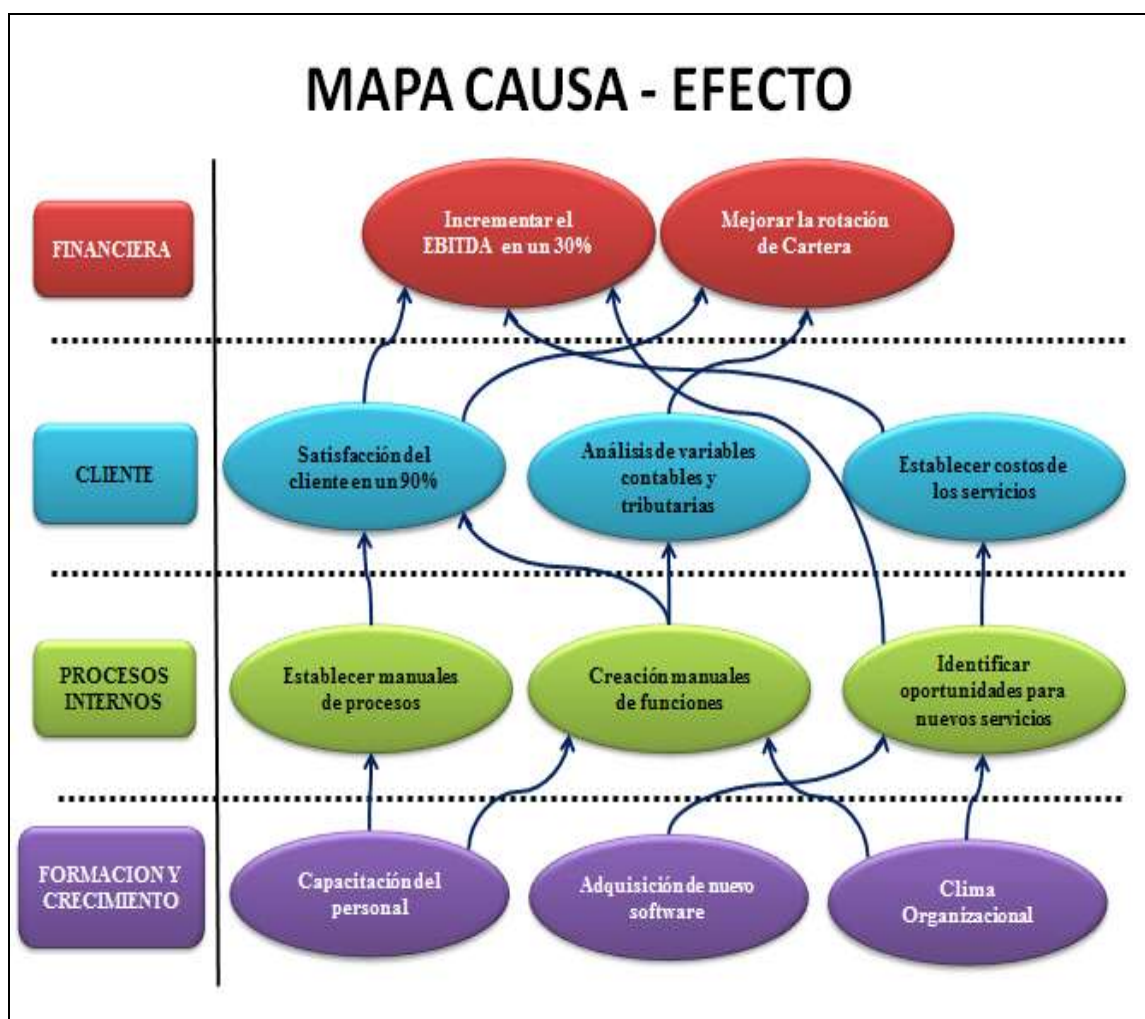 MAPA CAUSA - EFECTO
FINANCIERA
Incrementar el
EBITDA en un 30%
Mejorar la rotación
de Cartera
CLIENTE
Satisfacción del
cliente en un 90%
Análisis de variables
contables y
tributarias
Establecer costos de
los servicios
PROCESOS
INTERNOS
Establecer manuales
de procesos
Creación manuales
de funciones
Identificar
oportunidades para
nuevos servicios
FORMACION Y
CRECIMIENTO
Capacitación del
personal
Adquisición de nuevo
software
Clima
Organizacional